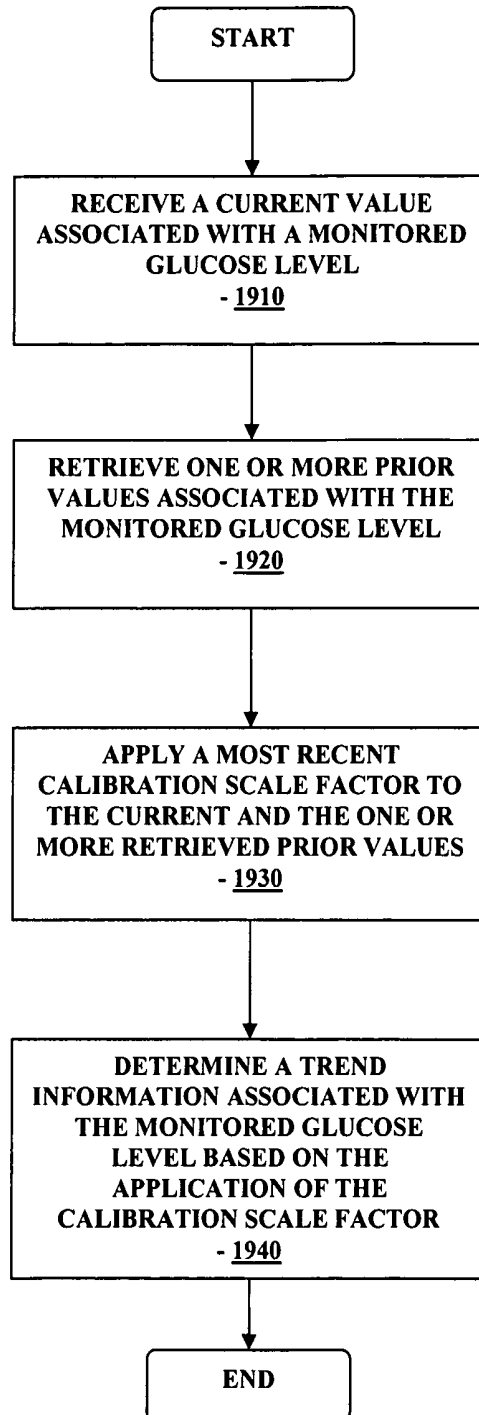 START
RECEIVE A CURRENT VALUE
ASSOCIATED WITH A MONITORED
GLUCOSE LEVEL
- 1910
RETRIEVE ONE OR MORE PRIOR
VALUES ASSOCIATED WITH THE
MONITORED GLUCOSE LEVEL
- 1920
APPLY A MOST RECENT
CALIBRATION SCALE FACTOR TO
THE CURRENT AND THE ONE OR
MORE RETRIEVED PRIOR VALUES
- 1930
DETERMINE A TREND
INFORMATION ASSOCIATED WITH
THE MONITORED GLUCOSE
LEVEL BASED ON THE
APPLICATION OF THE
CALIBRATION SCALE FACTOR
- 1940
END